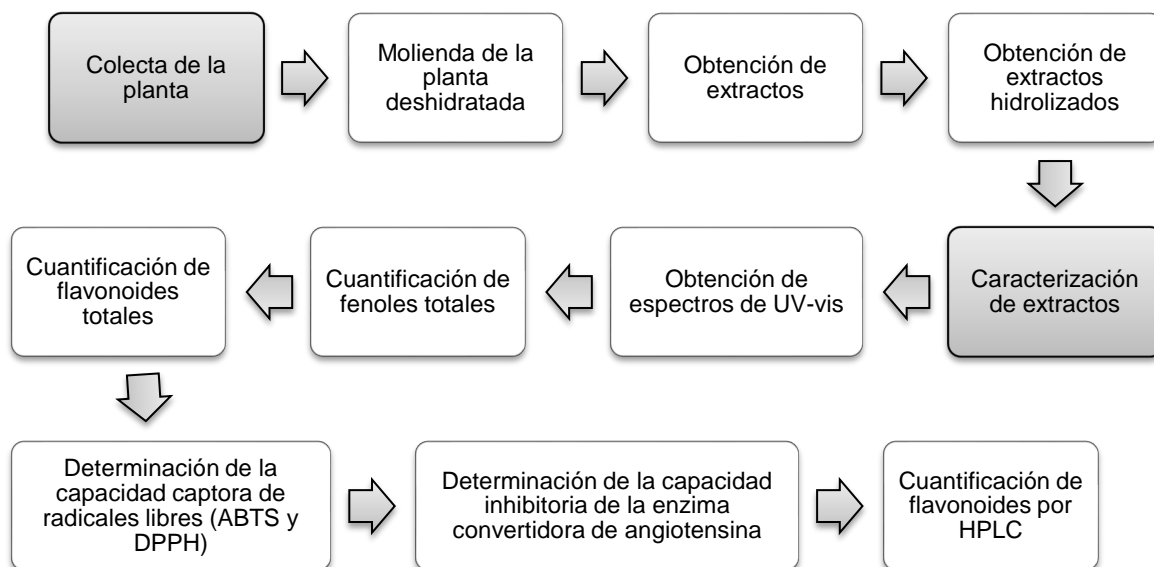 Colecta de la
planta
Molienda de la
planta
deshidratada
Obtención de
extractos
Obtención de
extractos
hidrolizados
Caracterización
de extractos
Obtención de
espectros de UV-vis
Cuantificación de
fenoles totales
Cuantificación de
flavonoides
totales
Determinación de la
capacidad captora de
radicales libres (ABTS y
DPPH)
Determinación de la capacidad
inhibitoria de la enzima
convertidora de angiotensina
Cuantificación de
flavonoides por
HPLC